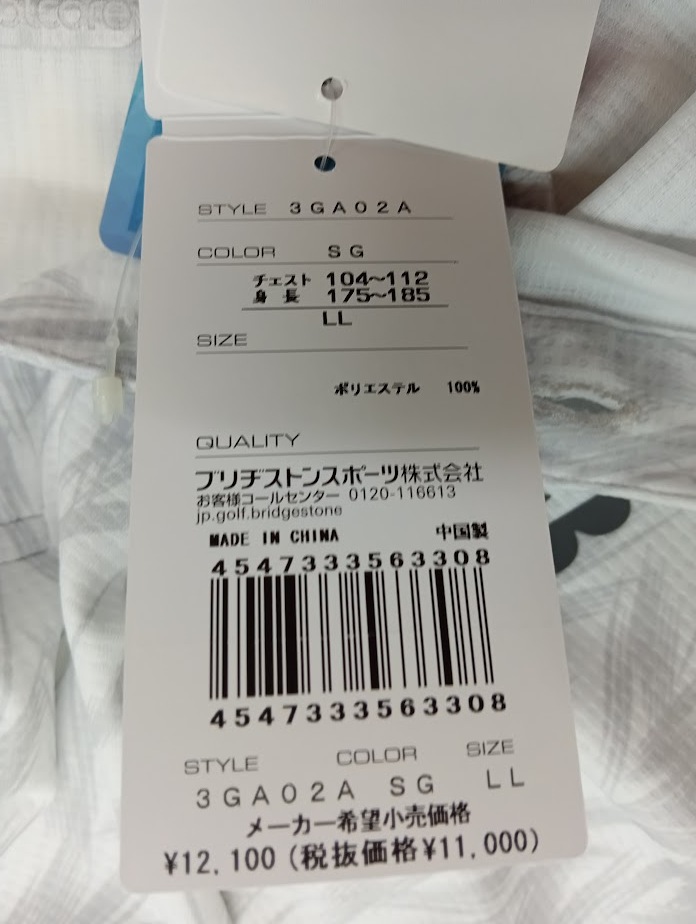 STYLE 3GA02A
COLOR SG
チェスト 104~112
身長 175~185
LL
SIZE
ポリエステル 100%
QUALITY
ブリヂストンスポーツ株式会社
お客様コールセンター 0120-116613
jp.golf.bridgestone
MADE IN CHINA 中国製
4547333563308
4547333563308
STYLE COLOR SIZE
3GA02A SG LL
メーカー希望小売価格
¥12,100(税抜価格¥11,000)